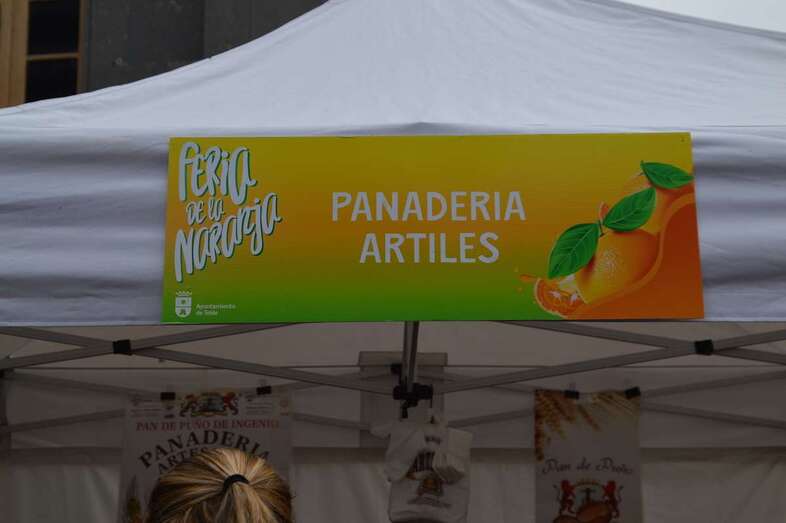 FERIA
DE LA
NARANJA
PANADERIA
ARTILES
Ayuntamiento
de Telde
PAN DE PUÑO DE INGENIO
PANADERIA
Pan de Puño